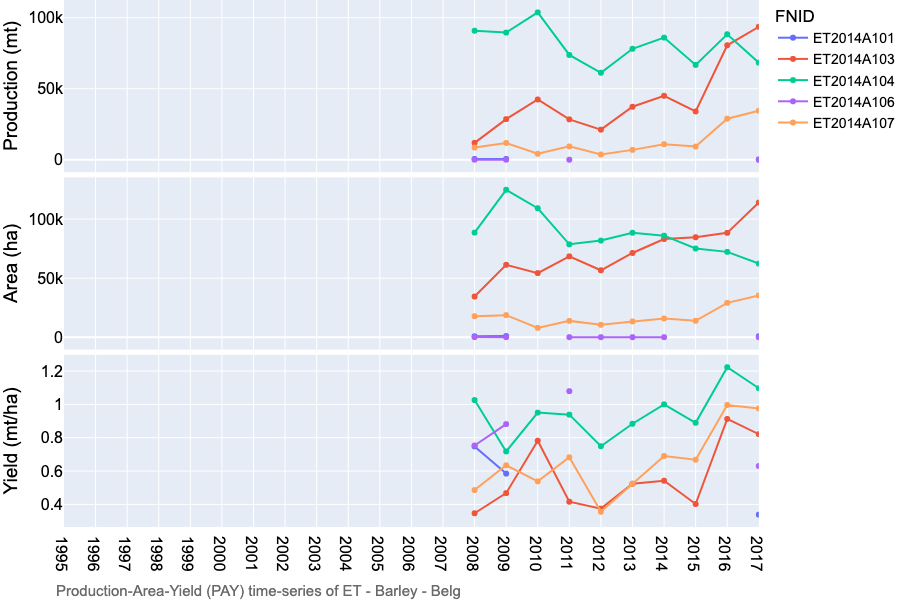 FNID
ET2014A101
ET2014A103
ET2014A104
ET2014A106
ET2014A107
Production (mt)
100k
50k
0
Area (ha)
100k
50k
0
Yield (mt/ha)
1.2
1
0.8
0.6
0.4
1995
1996
1997
1998
1999
2000
2001
2002
2003
2004
2005
2006
2007
2008
2009
2010
2011
2012
2013
2014
2015
2016
2017
Production-Area-Yield (PAY) time-series of ET - Barley - Belg